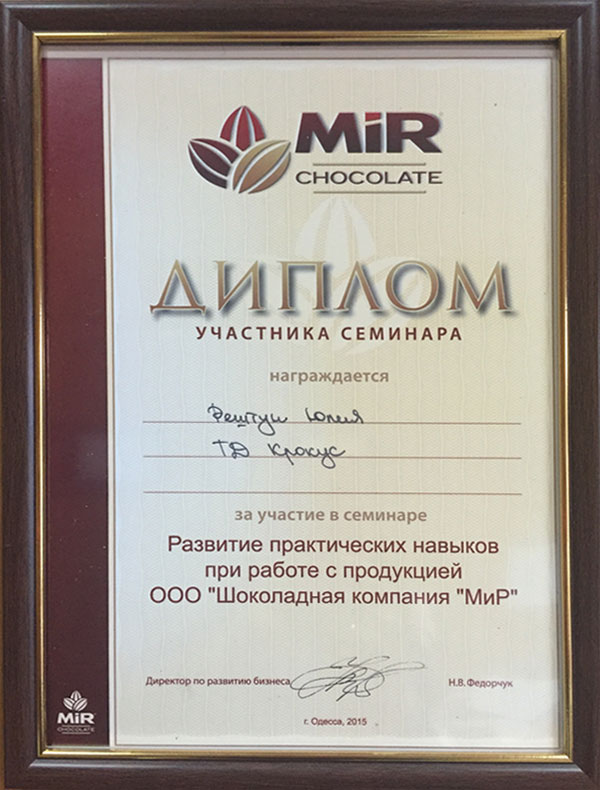 MiR
CHOCOLATE
ДИПЛОМ
УЧАСТНИКА СЕМИНАРА
награждается
Юлия
ТД Крокус
за участие в семинаре
Развитие практических навыков
при работе с продукцией
ООО "Шоколадная компания "МиР"
Директор по развитию бизнеса Н.В. Федорчук
г. Одесса, 2015
MiR
CHOCOLATE